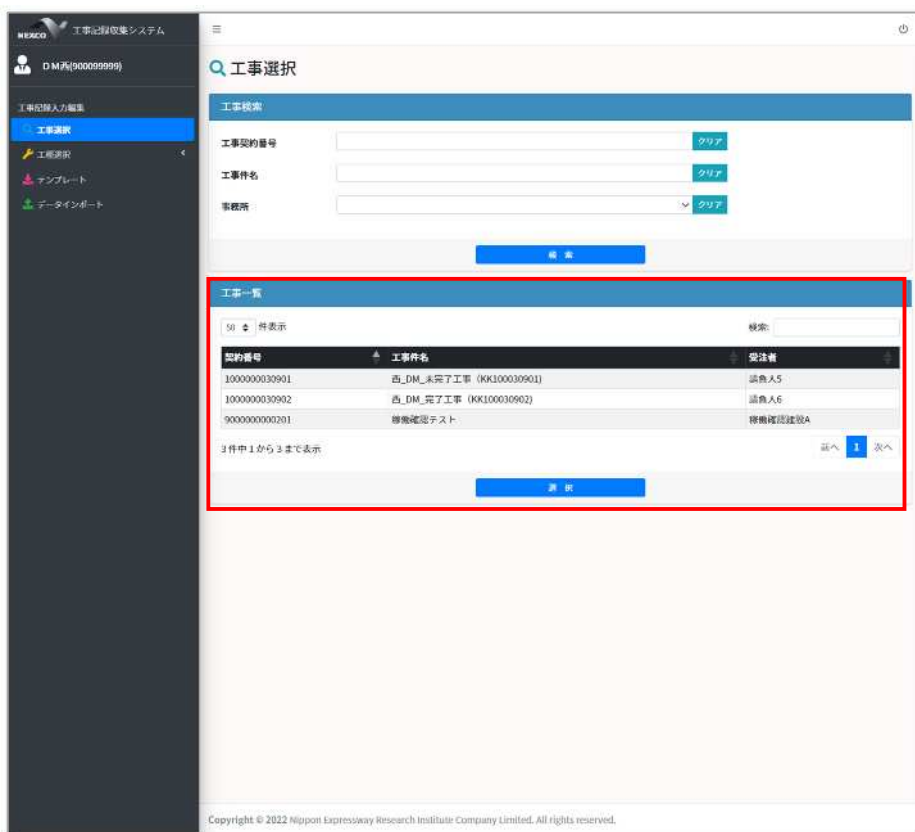 NEXCO 工事記録収集システム
DM西(900099999)
工事選択
工事記録入力編集
工事検索
工事選択
工事契約番号 クリア
工種選択
工事件名 クリア
テンプレート
データインポート
事務所 クリア
検 索
工事一覧
50 件表示 検索:
契約番号 工事件名 受注者
1000000030901 西_DM_未完了工事（KK100030901) 請負人5
1000000030902 西_DM_完了工事（KK100030902) 請負人6
9000000000201 稼働確認テスト 稼働確認建設A
3 件中 1 から 3 まで表示 前へ 1 次へ
選 択
Copyright © 2022 Nippon Expressway Research Institute Company Limited. All rights reserved.